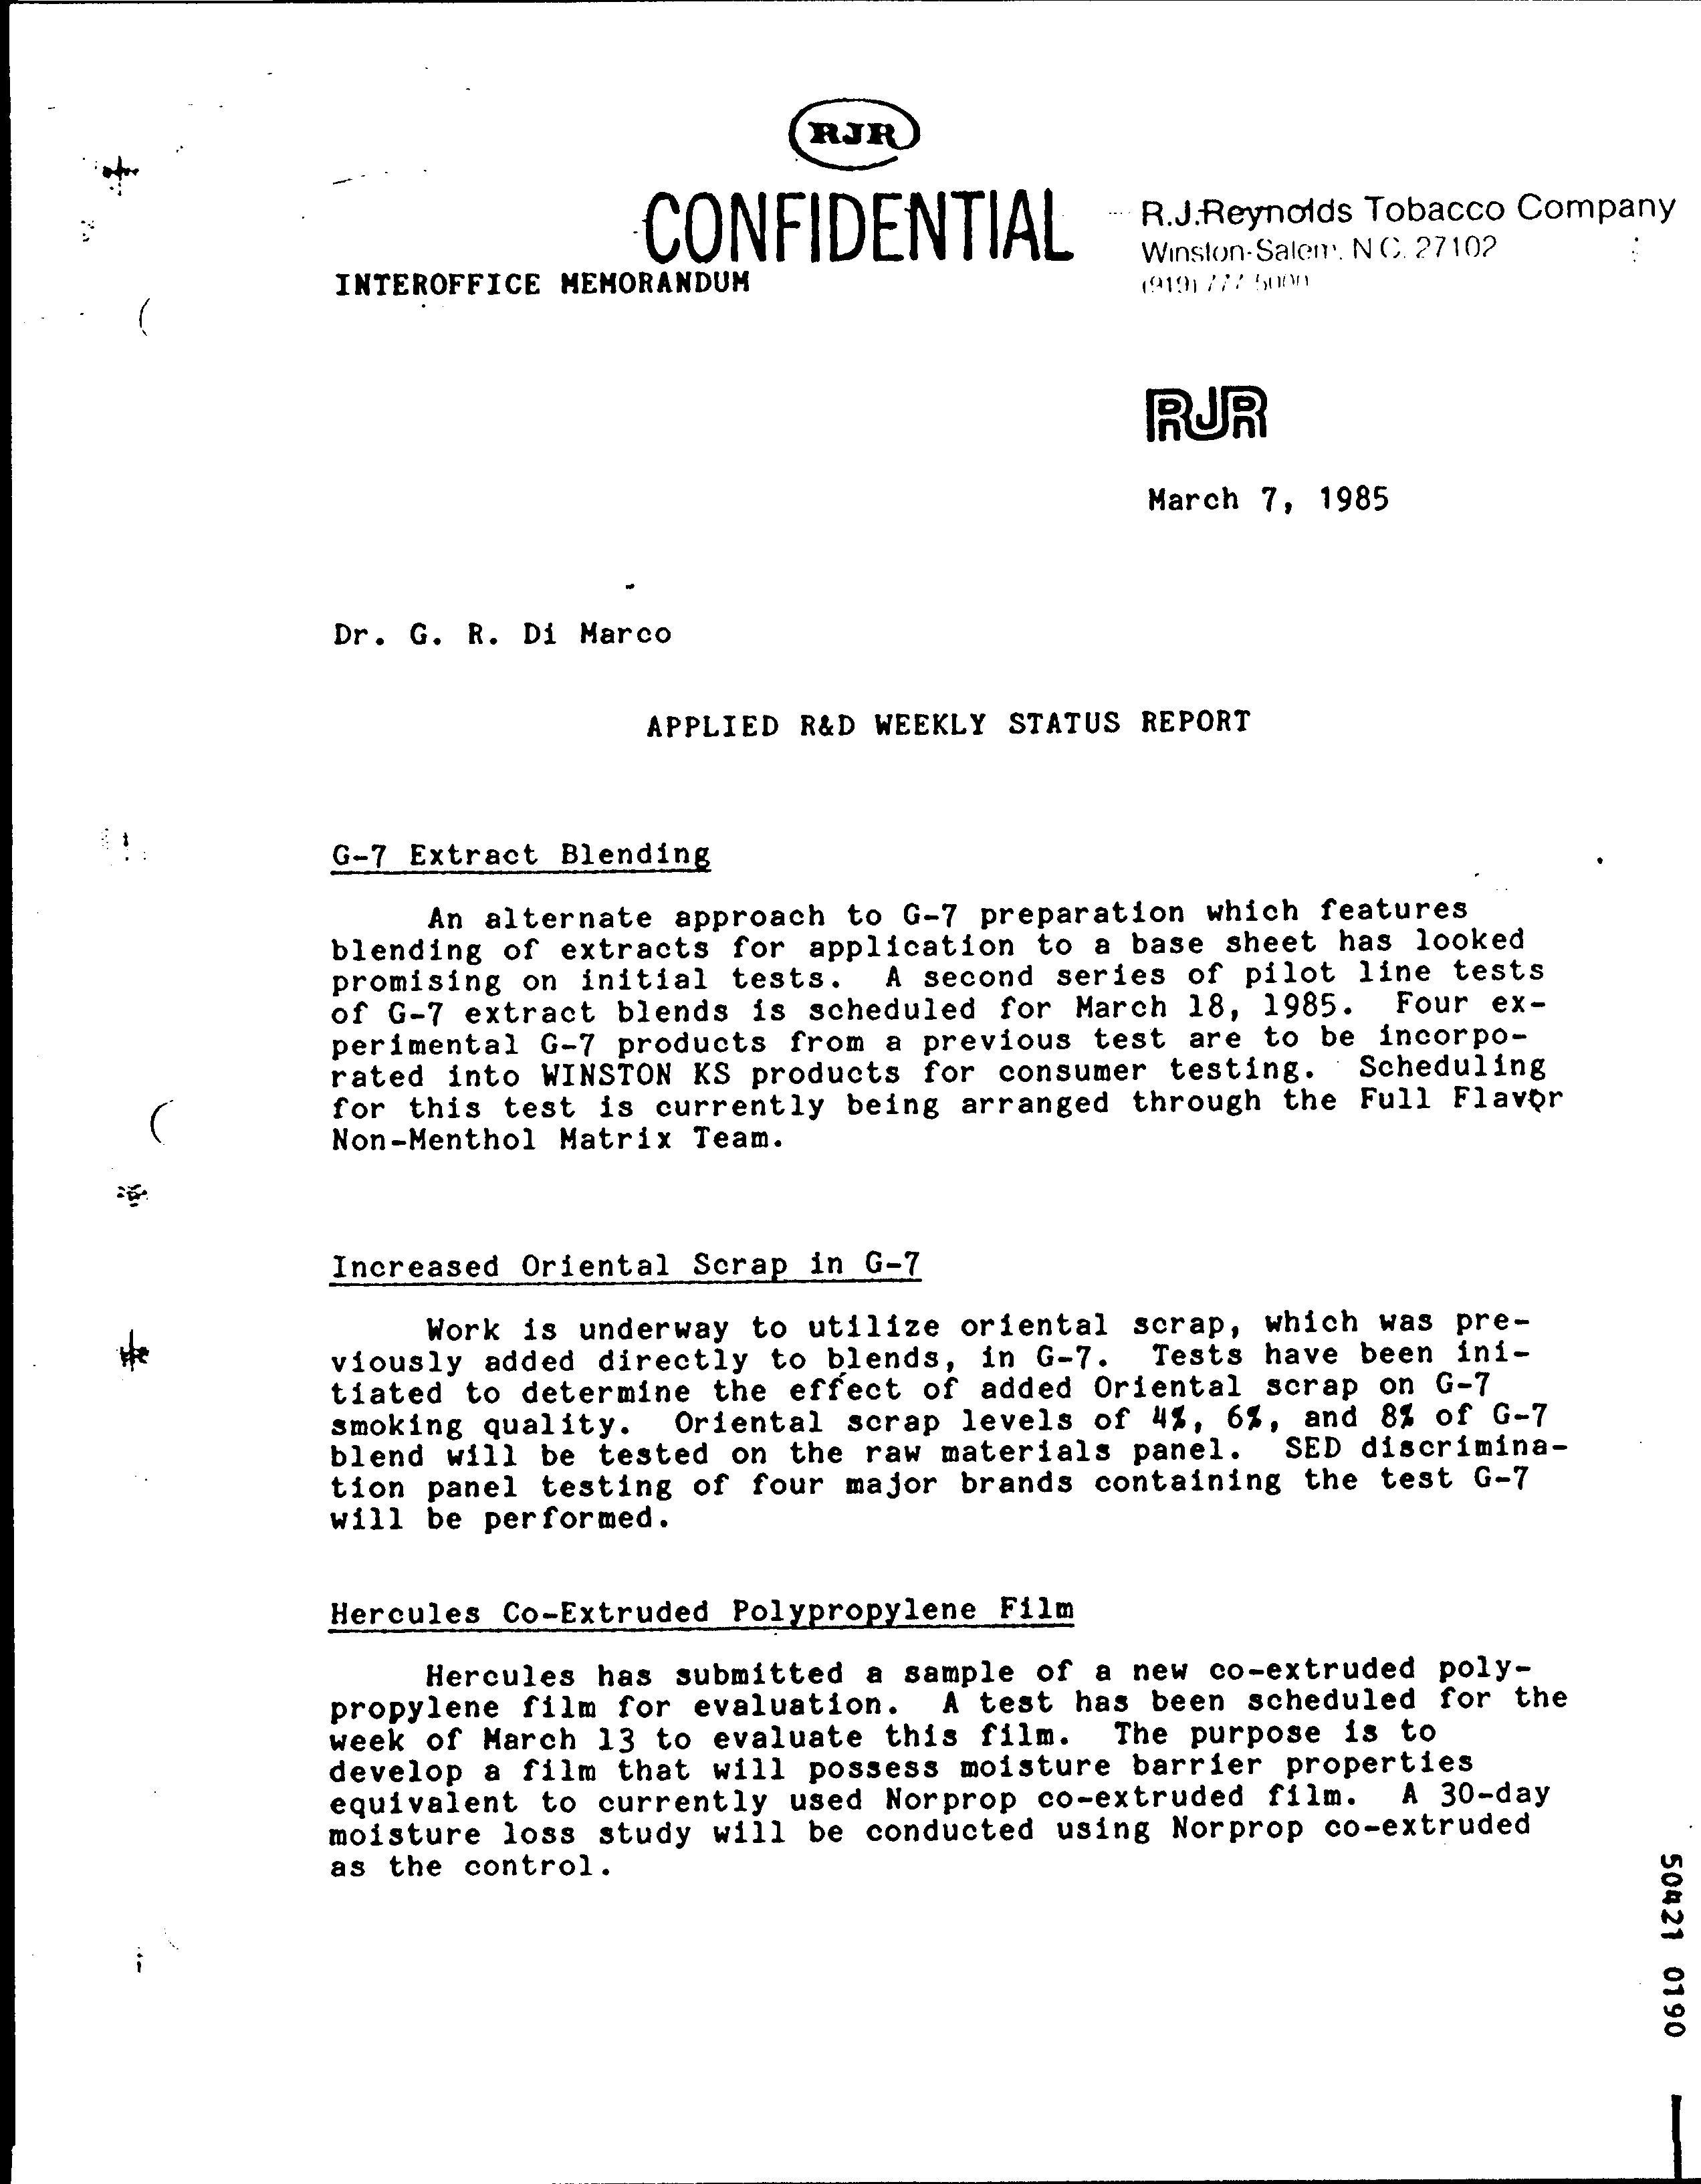 RJR
CONFIDENTIAL
R.J.Reynolds Tobacco Company
Winston-Salem, N.C. 27102
(919) 777 5000
INTEROFFICE MEMORANDUM
RJR
March 7, 1985
Dr. G. R. Di Marco
APPLIED R&D WEEKLY STATUS REPORT
G-7 Extract Blending
An alternate approach to G-7 preparation which features
blending of extracts for application to a base sheet has looked
promising on initial tests. A second series of pilot line tests
of G-7 extract blends is scheduled for March 18, 1985. Four ex-
perimental G-7 products from a previous test are to be incorpo-
rated into WINSTON KS products for consumer testing. Scheduling
for this test is currently being arranged through the Full Flavor
Non-Menthol Matrix Team.
Increased Oriental Scrap in G-7
Work is underway to utilize oriental scrap, which was pre-
viously added directly to blends, in G-7. Tests have been ini-
tiated to determine the effect of added Oriental scrap on G-7
smoking quality. Oriental scrap levels of 4%, 6%, and 8% of G-7
blend will be tested on the raw materials panel. SED discrimina-
tion panel testing of four major brands containing the test G-7
will be performed.
Hercules Co-Extruded Polypropylene Film
Hercules has submitted a sample of a new co-extruded poly-
propylene film for evaluation. A test has been scheduled for the
week of March 13 to evaluate this film. The purpose is to
develop a film that will possess moisture barrier properties
equivalent to currently used Norprop co-extruded film. A 30-day
moisture loss study will be conducted using Norprop co-extruded
as the control.
50421 0190